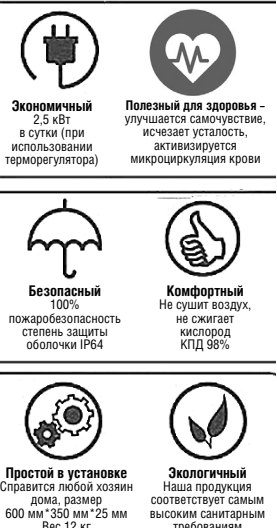 Экономичный
2,5 кВт
в сутки (при
использовании
терморегулятора)
Полезный для здоровья –
улучшается самочувствие,
исчезает усталость,
активизируется
микроциркуляция крови
Безопасный
100%
пожаробезопасность
степень защиты
оболочки IP64
Комфортный
Не сушит воздух,
не сжигает
кислород
КПД 98%
Простой в установке
Справится любой хозяин
дома, размер
600 мм*350 мм*25 мм
Вес 12 кг
Экологичный
Наша продукция
соответствует самым
высоким санитарным
требованиям